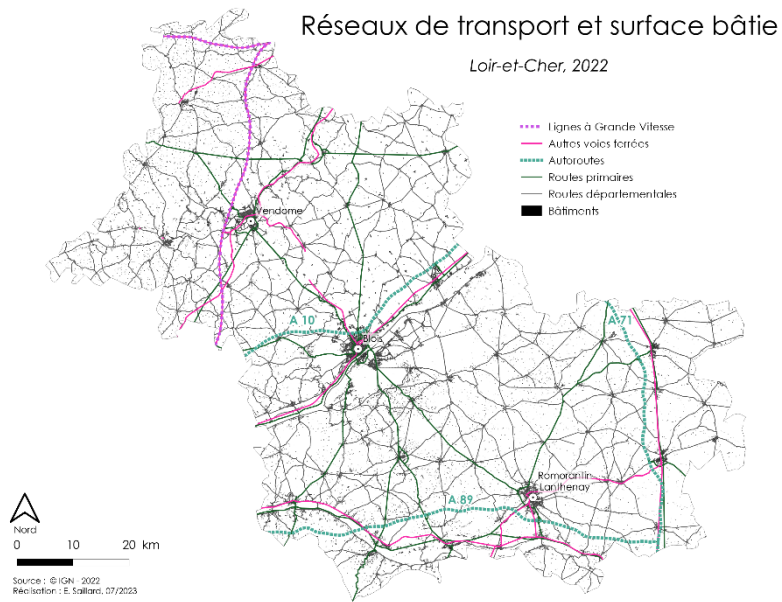 Réseaux de transport et surface bâtie
Loir-et-Cher, 2022
Lignes à Grande Vitesse
Autres voies ferrées
Autoroutes
Routes primaires
Routes départementales
Bâtiments
Vendome
A 10
Blois
A 71
Romorantin
Lanthenay
A 89
Nord
0 10 20 km
Source : © IGN - 2022
Réalisation : E. Saillard, 07/2023